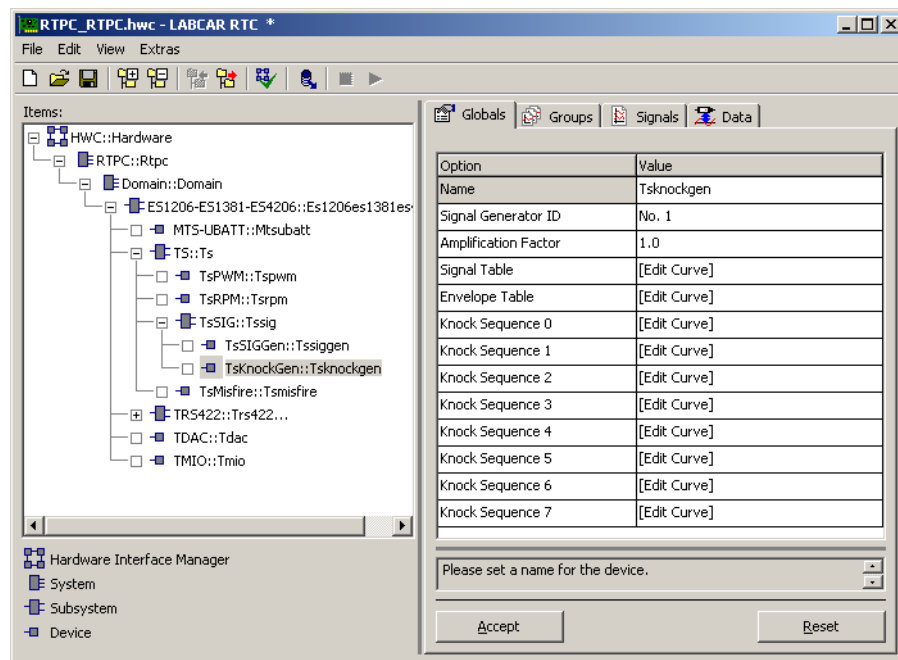 RTPC_RTPC.hwc - LABCAR RTC *
File Edit View Extras
Items:
HWC::Hardware
RTPC::Rtpc
Domain::Domain
ES1206-ES1381-ES4206::Es1206es1381es
MTS-UBATT::Mtsubatt
TS::Ts
TsPWM::Tspwm
TsRPM::Tsrpm
TsSIG::Tssig
TsSIGGen::Tssiggen
TsKnockGen::Tsknockgen
TsMisfire::Tsmisfire
TRS422::Trs422...
TDAC::Tdac
TMIO::Tmio
Hardware Interface Manager
System
Subsystem
Device
Globals Groups Signals Data
Option Value
Name Tsknockgen
Signal Generator ID No. 1
Amplification Factor 1.0
Signal Table [Edit Curve]
Envelope Table [Edit Curve]
Knock Sequence 0 [Edit Curve]
Knock Sequence 1 [Edit Curve]
Knock Sequence 2 [Edit Curve]
Knock Sequence 3 [Edit Curve]
Knock Sequence 4 [Edit Curve]
Knock Sequence 5 [Edit Curve]
Knock Sequence 6 [Edit Curve]
Knock Sequence 7 [Edit Curve]
Please set a name for the device.
Accept Reset